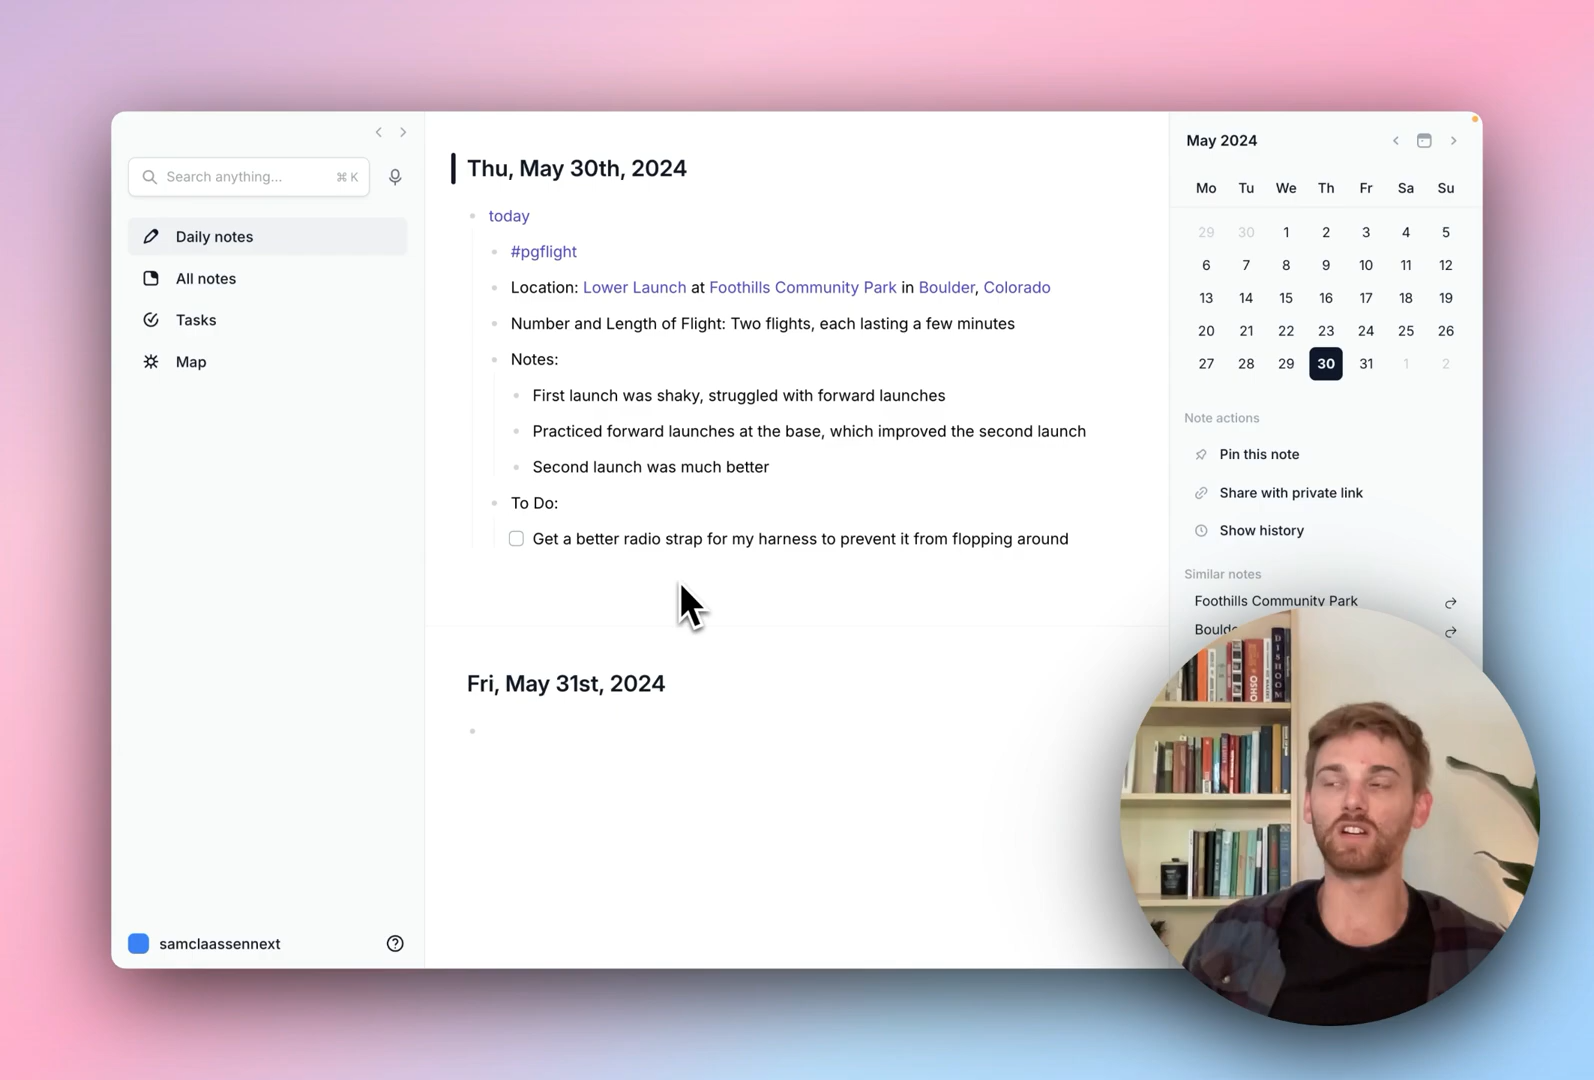 Search anything... ⌘ K
Daily notes
All notes
Tasks
Map
samclaassennext
Thu, May 30th, 2024
today
#pgflight
Location: Lower Launch at Foothills Community Park in Boulder, Colorado
Number and Length of Flight: Two flights, each lasting a few minutes
Notes:
First launch was shaky, struggled with forward launches
Practiced forward launches at the base, which improved the second launch
Second launch was much better
To Do:
Get a better radio strap for my harness to prevent it from flopping around
Fri, May 31st, 2024
May 2024
Mo Tu We Th Fr Sa Su
29 30 1 2 3 4 5
6 7 8 9 10 11 12
13 14 15 16 17 18 19
20 21 22 23 24 25 26
27 28 29 30 31 1 2
Note actions
Pin this note
Share with private link
Show history
Similar notes
Foothills Community Park
Bould
DISHOOM
OSHO